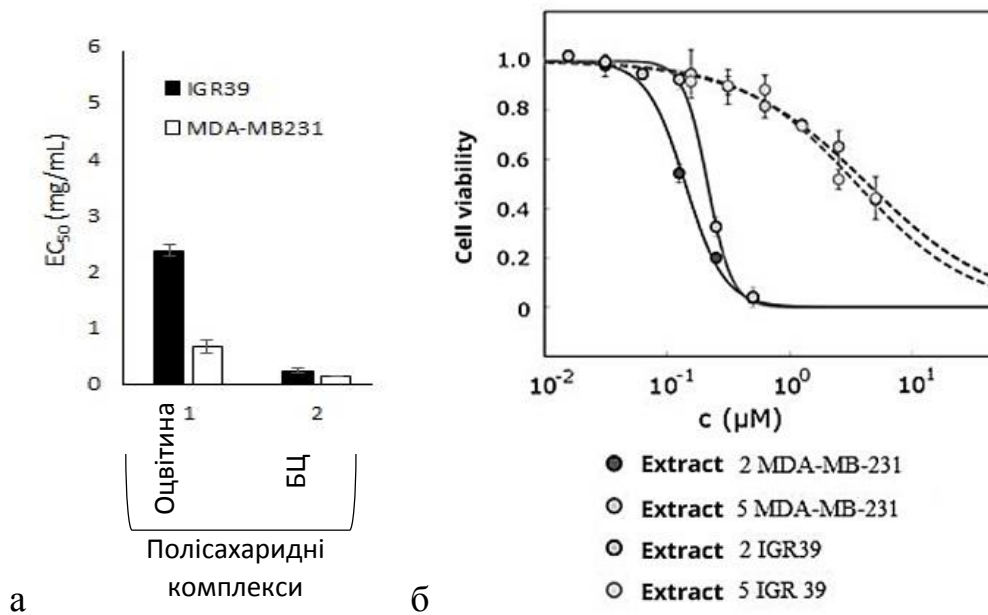 6
5
4
3
2
1
0
EC50 (mg/mL)
IGR39
MDA-MB231
1
2
Оцвітина
БЦ
Полісахаридні
комплекси
а
1.0
0.8
0.6
0.4
0.2
0
Cell viability
10-2
10-1
100
101
c (µM)
Extract 2 MDA-MB-231
Extract 5 MDA-MB-231
Extract 2 IGR39
Extract 5 IGR 39
б